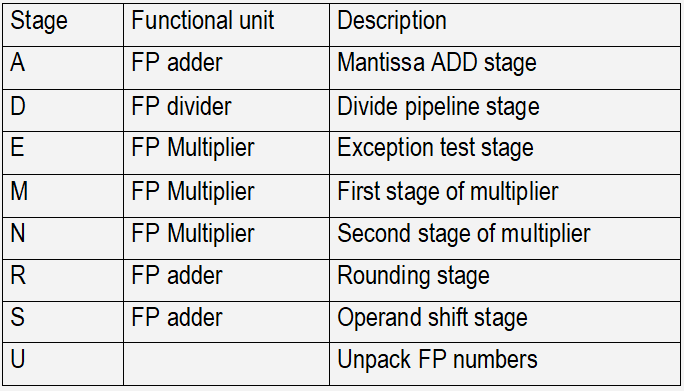 Stage Functional unit Description
A FP adder Mantissa ADD stage
D FP divider Divide pipeline stage
E FP Multiplier Exception test stage
M FP Multiplier First stage of multiplier
N FP Multiplier Second stage of multiplier
R FP adder Rounding stage
S FP adder Operand shift stage
U Unpack FP numbers